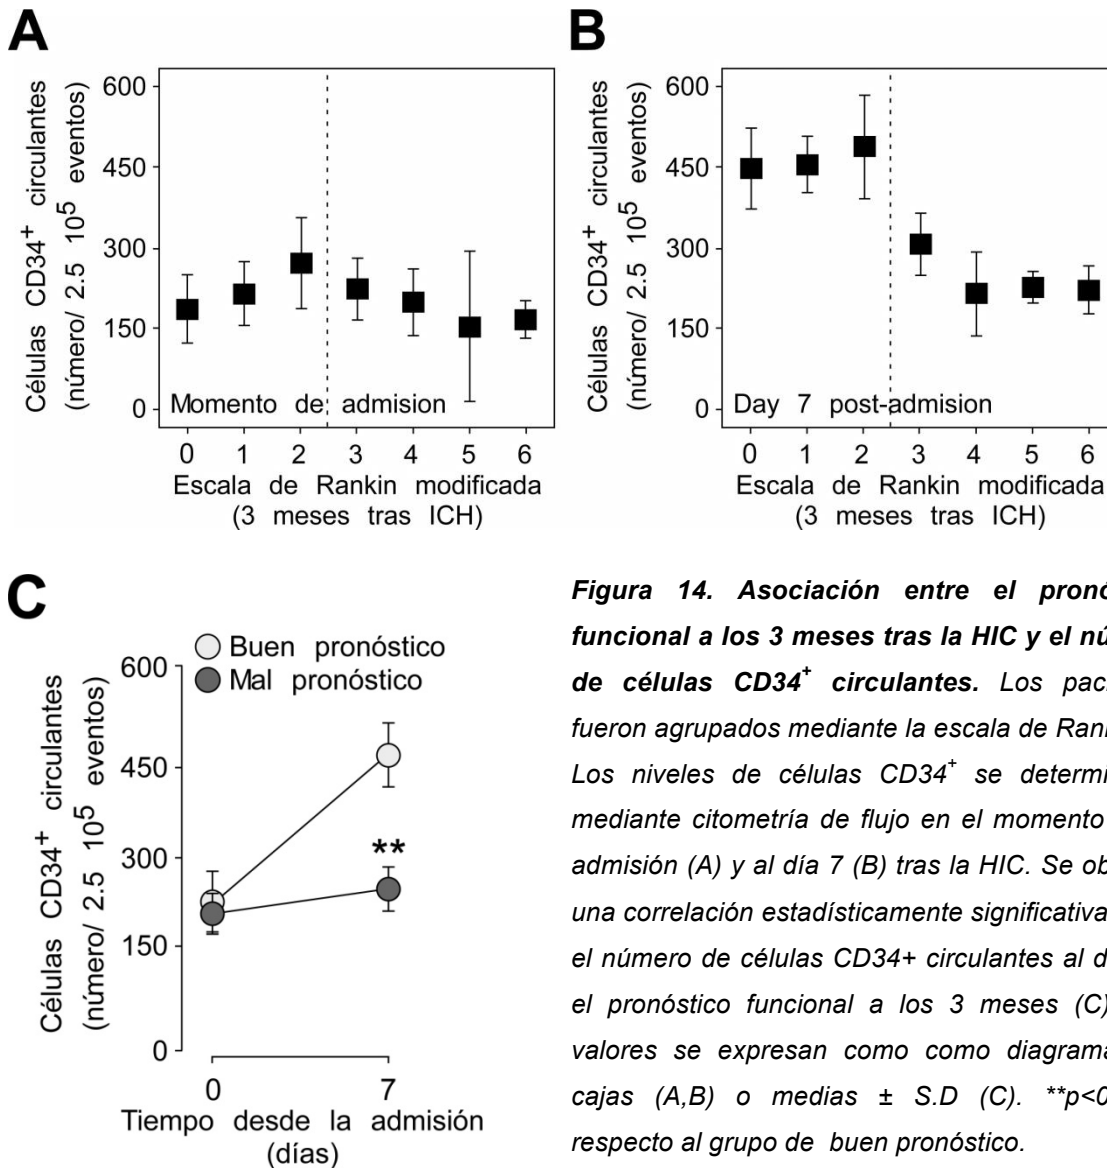 A
Células CD34+ circulantes
(número/ 2.5 10^5 eventos)
600
450
300
150
0
Momento de admision
0 1 2 3 4 5 6
Escala de Rankin modificada
(3 meses tras ICH)
B
Células CD34+ circulantes
(número/ 2.5 10^5 eventos)
600
450
300
150
0
Day 7 post-admision
0 1 2 3 4 5 6
Escala de Rankin modificada
(3 meses tras ICH)
C
Células CD34+ circulantes
(número/ 2.5 10^5 eventos)
Buen pronóstico
Mal pronóstico
600
450
300
150
0
**
0 7
Tiempo desde la admisión
(días)
Figura 14. Asociación entre el pronó
funcional a los 3 meses tras la HIC y el nú
de células CD34+ circulantes. Los paci
fueron agrupados mediante la escala de Ran
Los niveles de células CD34+ se determi
mediante citometría de flujo en el momento
admisión (A) y al día 7 (B) tras la HIC. Se ob
una correlación estadísticamente significativa
el número de células CD34+ circulantes al d
el pronóstico funcional a los 3 meses (C)
valores se expresan como como diagrama
cajas (A,B) o medias ± S.D (C). **p<0
respecto al grupo de buen pronóstico.